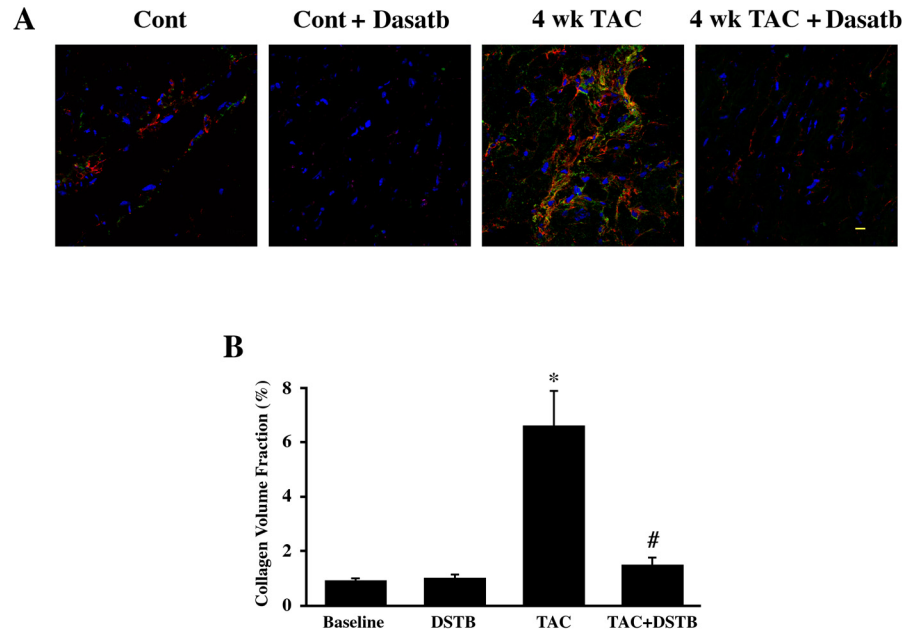 A
Cont
Cont + Dasatb
4 wk TAC
4 wk TAC + Dasatb
B
Collagen Volume Fraction (%)
8
6
4
2
0
*
#
Baseline
DSTB
TAC
TAC+DSTB